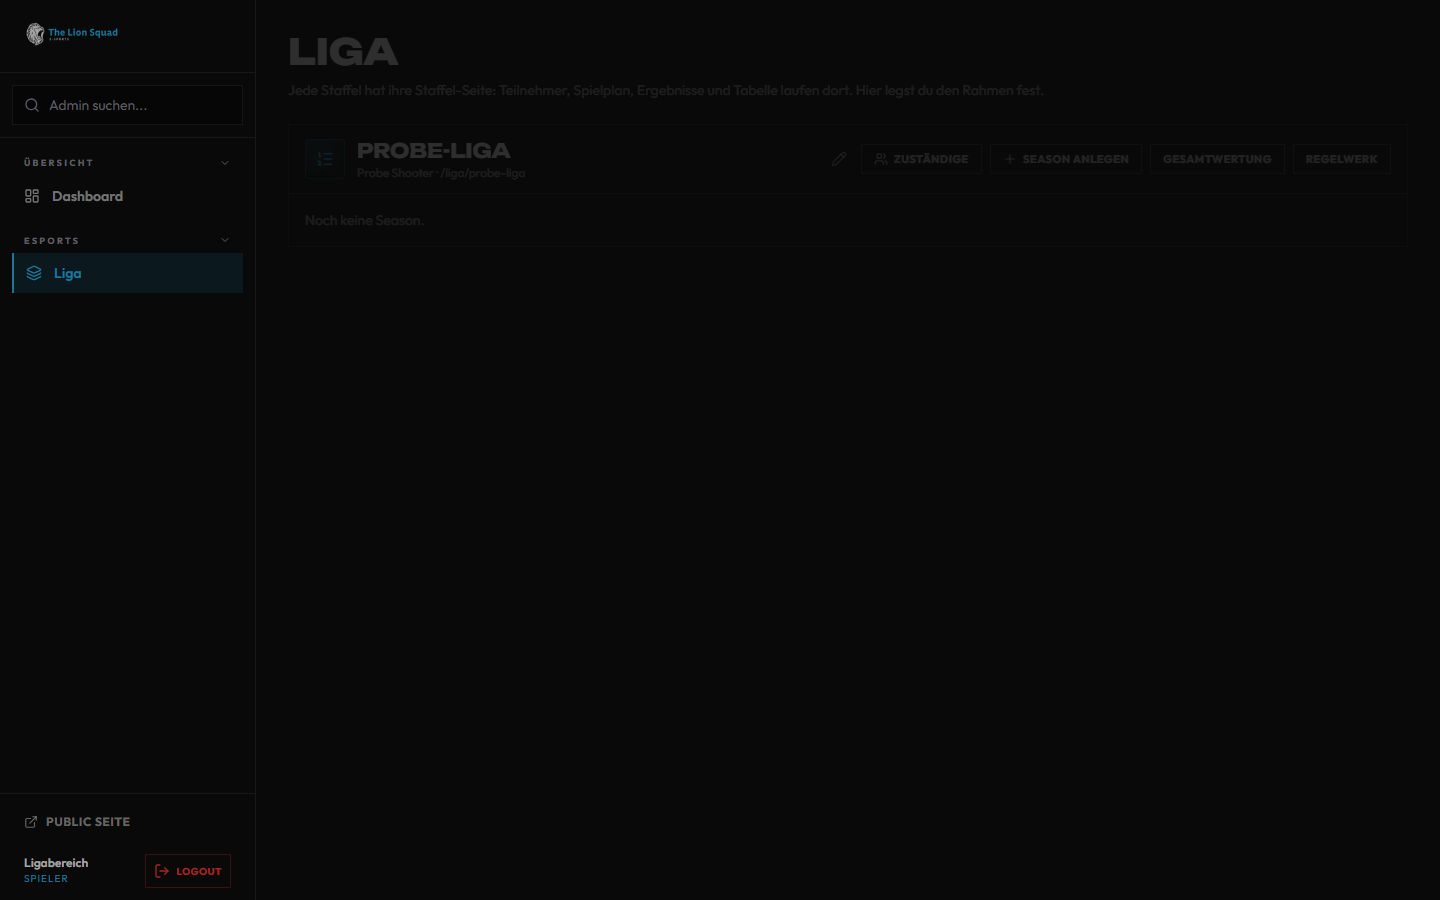 The Lion Squad
E-SPORTS
Admin suchen...
ÜBERSICHT
Dashboard
ESPORTS
Liga
PUBLIC SEITE
Ligabereich
SPIELER
LOGOUT
LIGA
Jede Staffel hat ihre Staffel-Seite: Teilnehmer, Spielplan, Ergebnisse und Tabelle laufen dort. Hier legst du den Rahmen fest.
PROBE-LIGA
Probe Shooter · /liga/probe-liga
ZUSTÄNDIGE
SEASON ANLEGEN
GESAMTWERTUNG
REGELWERK
Noch keine Season.